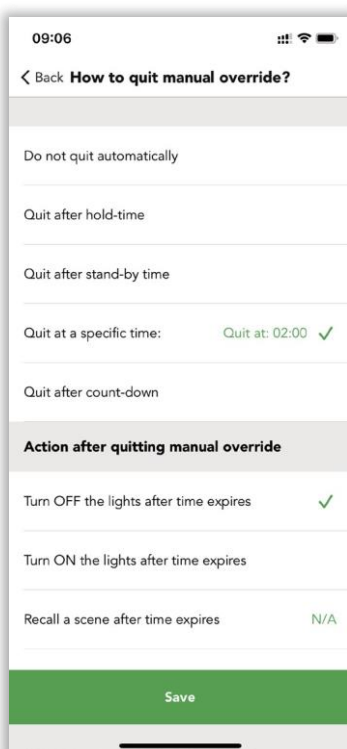 09:06
Back How to quit manual override?
Do not quit automatically
Quit after hold-time
Quit after stand-by time
Quit at a specific time: Quit at: 02:00
Quit after count-down
Action after quitting manual override
Turn OFF the lights after time expires
Turn ON the lights after time expires
Recall a scene after time expires N/A
Save